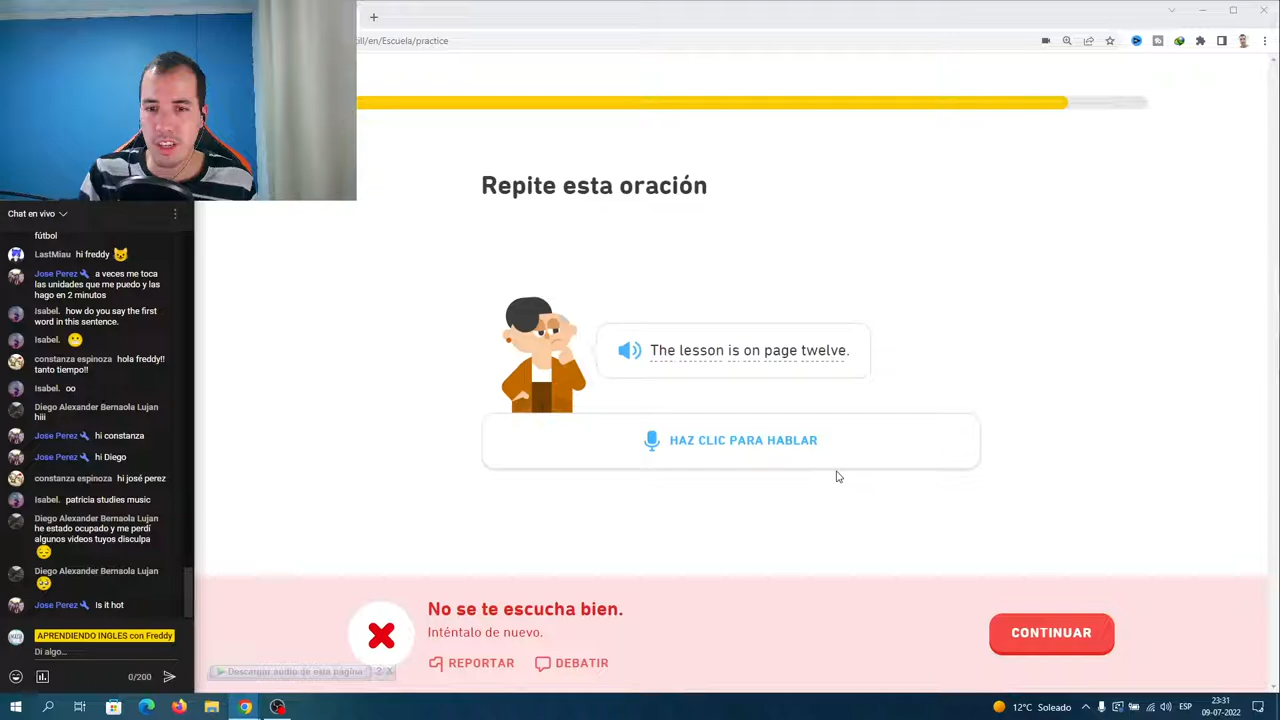 ill/en/Escuela/practice
Repite esta oración
The lesson is on page twelve.
HAZ CLIC PARA HABLAR
Chat en vivo
fútbol
LastMiau hi freddy
Jose Perez a veces me toca
las unidades que me puedo y las
hago en 2 minutos
Isabel. how do you say the first
word in this sentence.
Isabel.
constanza espinoza hola freddy!!
tanto tiempo!!
Isabel. oo
Diego Alexander Bernaola Lujan
hiii
Jose Perez hi constanza
Jose Perez hi Diego
constanza espinoza hi josé perez
Isabel. patricia studies music
Diego Alexander Bernaola Lujan
he estado ocupado y me perdí
algunos videos tuyos disculpa
Diego Alexander Bernaola Lujan
Jose Perez Is it hot
APRENDIENDO INGLES con Freddy
Di algo...
0/200
No se te escucha bien.
Inténtalo de nuevo.
REPORTAR
DEBATIR
CONTINUAR
Descargar audio de esta página
? X
12°C Soleado
ESP
23:31
09-07-2022